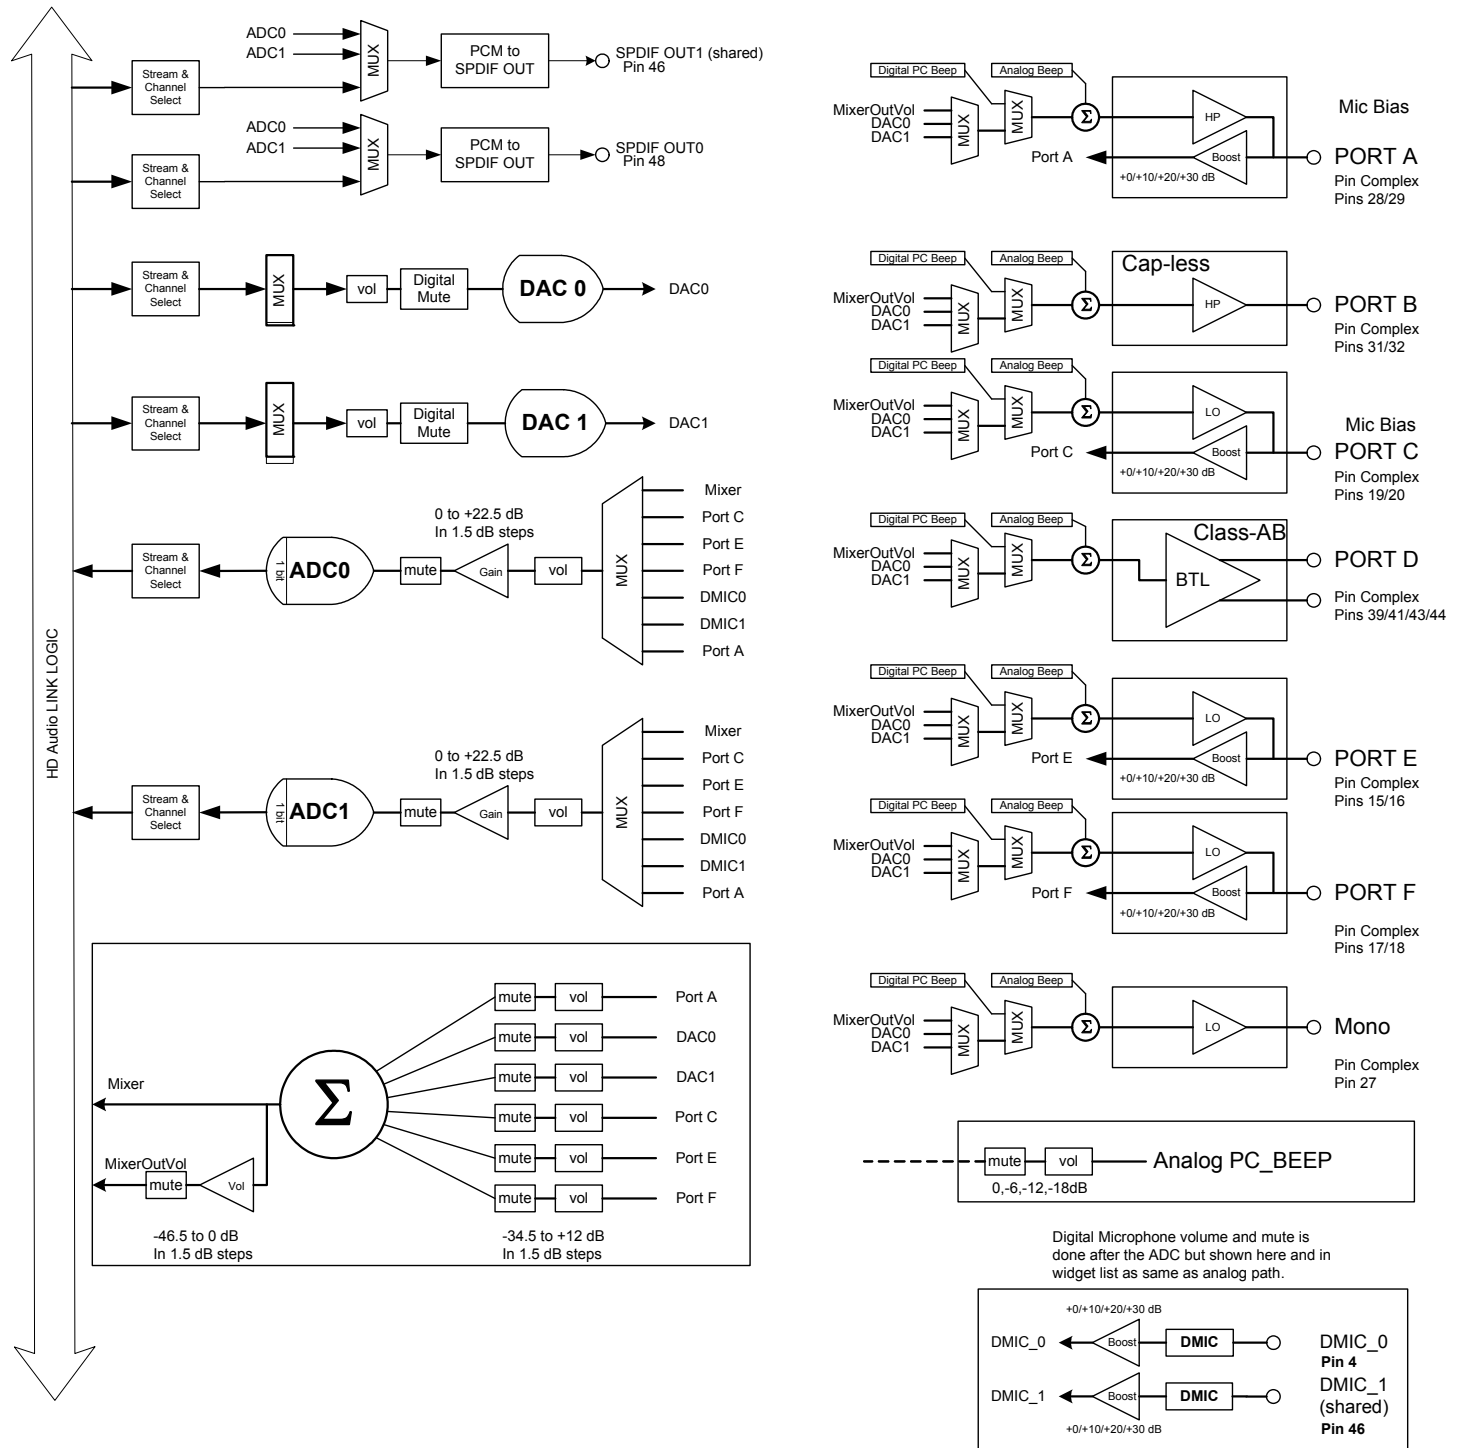 HD Audio LINK LOGIC
ADC0
ADC1
Stream &
Channel
Select
MUX
PCM to
SPDIF OUT
SPDIF OUT1 (shared)
Pin 46
ADC0
ADC1
Stream &
Channel
Select
MUX
PCM to
SPDIF OUT
SPDIF OUT0
Pin 48
Stream &
Channel
Select
MUX
vol
Digital
Mute
DAC 0
DAC0
Stream &
Channel
Select
MUX
vol
Digital
Mute
DAC 1
DAC1
Stream &
Channel
Select
1 bit
ADC0
mute
0 to +22.5 dB
In 1.5 dB steps
Gain
vol
MUX
Mixer
Port C
Port E
Port F
DMIC0
DMIC1
Port A
Stream &
Channel
Select
1 bit
ADC1
mute
0 to +22.5 dB
In 1.5 dB steps
Gain
vol
MUX
Mixer
Port C
Port E
Port F
DMIC0
DMIC1
Port A
Mixer
MixerOutVol
mute
Vol
-46.5 to 0 dB
In 1.5 dB steps
Σ
mute vol Port A
mute vol DAC0
mute vol DAC1
mute vol Port C
mute vol Port E
mute vol Port F
-34.5 to +12 dB
In 1.5 dB steps
Digital PC Beep
Analog Beep
MixerOutVol
DAC0
DAC1
MUX
MUX
Σ
HP
Port A
Boost
+0/+10/+20/+30 dB
Mic Bias
PORT A
Pin Complex
Pins 28/29
Digital PC Beep
Analog Beep
MixerOutVol
DAC0
DAC1
MUX
MUX
Σ
Cap-less
HP
PORT B
Pin Complex
Pins 31/32
Digital PC Beep
Analog Beep
MixerOutVol
DAC0
DAC1
MUX
MUX
Σ
LO
Port C
Boost
+0/+10/+20/+30 dB
Mic Bias
PORT C
Pin Complex
Pins 19/20
Digital PC Beep
Analog Beep
MixerOutVol
DAC0
DAC1
MUX
MUX
Σ
Class-AB
BTL
PORT D
Pin Complex
Pins 39/41/43/44
Digital PC Beep
Analog Beep
MixerOutVol
DAC0
DAC1
MUX
MUX
Σ
LO
Port E
Boost
+0/+10/+20/+30 dB
PORT E
Pin Complex
Pins 15/16
Digital PC Beep
Analog Beep
MixerOutVol
DAC0
DAC1
MUX
MUX
Σ
LO
Port F
Boost
+0/+10/+20/+30 dB
PORT F
Pin Complex
Pins 17/18
Digital PC Beep
Analog Beep
MixerOutVol
DAC0
DAC1
MUX
MUX
Σ
LO
Mono
Pin Complex
Pin 27
mute vol Analog PC_BEEP
0,-6,-12,-18dB
Digital Microphone volume and mute is
done after the ADC but shown here and in
widget list as same as analog path.
+0/+10/+20/+30 dB
DMIC_0 Boost DMIC DMIC_0
Pin 4
DMIC_1 Boost DMIC DMIC_1
(shared)
Pin 46
+0/+10/+20/+30 dB